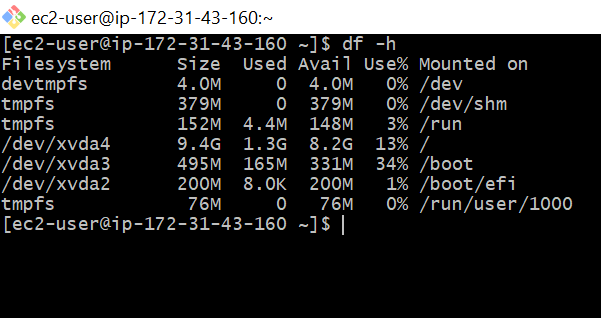 ec2-user@ip-172-31-43-160:~
[ec2-user@ip-172-31-43-160 ~]$ df -h
Filesystem      Size  Used Avail Use% Mounted on
devtmpfs        4.0M     0  4.0M   0% /dev
tmpfs           379M     0  379M   0% /dev/shm
tmpfs           152M  4.4M  148M   3% /run
/dev/xvda4      9.4G  1.3G  8.2G  13% /
/dev/xvda3      495M  165M  331M  34% /boot
/dev/xvda2      200M  8.0K  200M   1% /boot/efi
tmpfs            76M     0   76M   0% /run/user/1000
[ec2-user@ip-172-31-43-160 ~]$